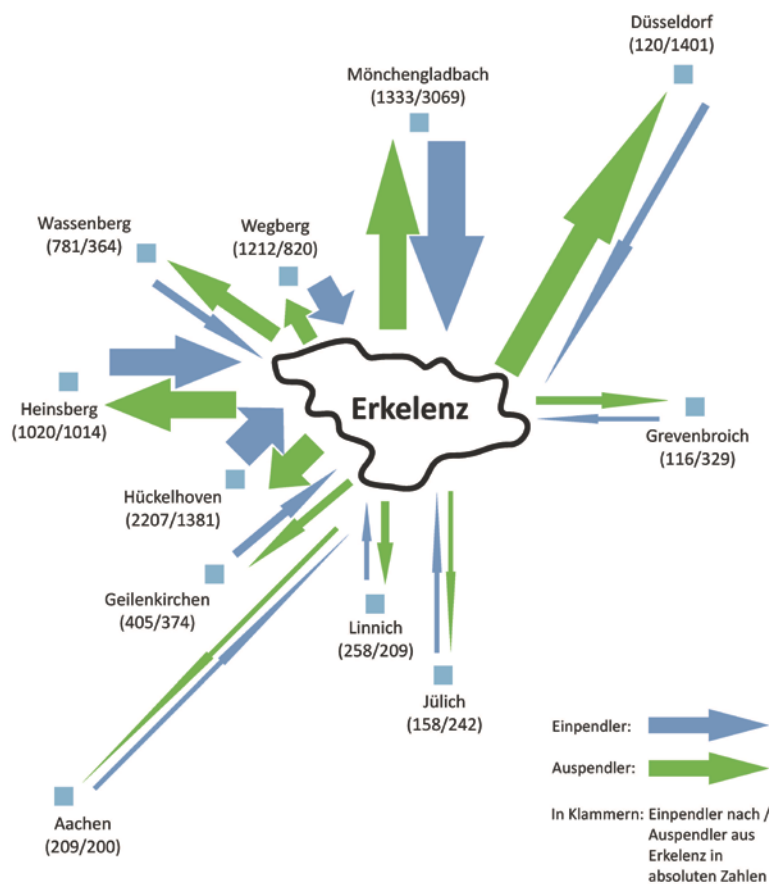 Düsseldorf
(120/1401)
Mönchengladbach
(1333/3069)
Wassenberg
(781/364)
Wegberg
(1212/820)
Erkelenz
Heinsberg
(1020/1014)
Grevenbroich
(116/329)
Hückelhoven
(2207/1381)
Geilenkirchen
(405/374)
Linnich
(258/209)
Jülich
(158/242)
Aachen
(209/200)
Einpendler:
Auspendler:
In Klammern: Einpendler nach /
Auspendler aus
Erkelenz in
absoluten Zahlen